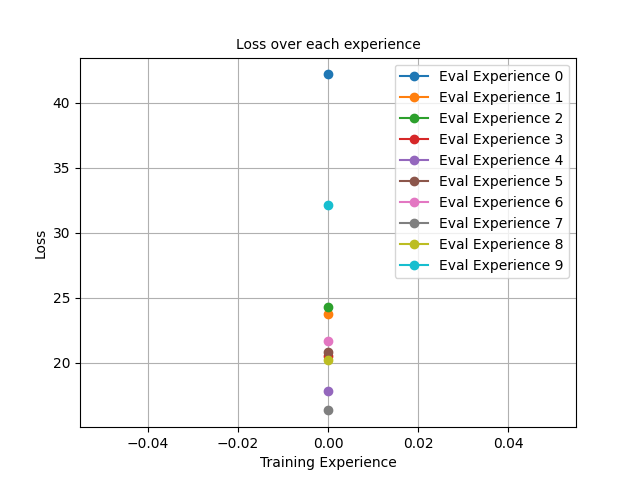 Loss over each experience
Eval Experience 0
Eval Experience 1
Eval Experience 2
Eval Experience 3
Eval Experience 4
Eval Experience 5
Eval Experience 6
Eval Experience 7
Eval Experience 8
Eval Experience 9
40
35
30
25
20
Loss
−0.04 −0.02 0.00 0.02 0.04
Training Experience